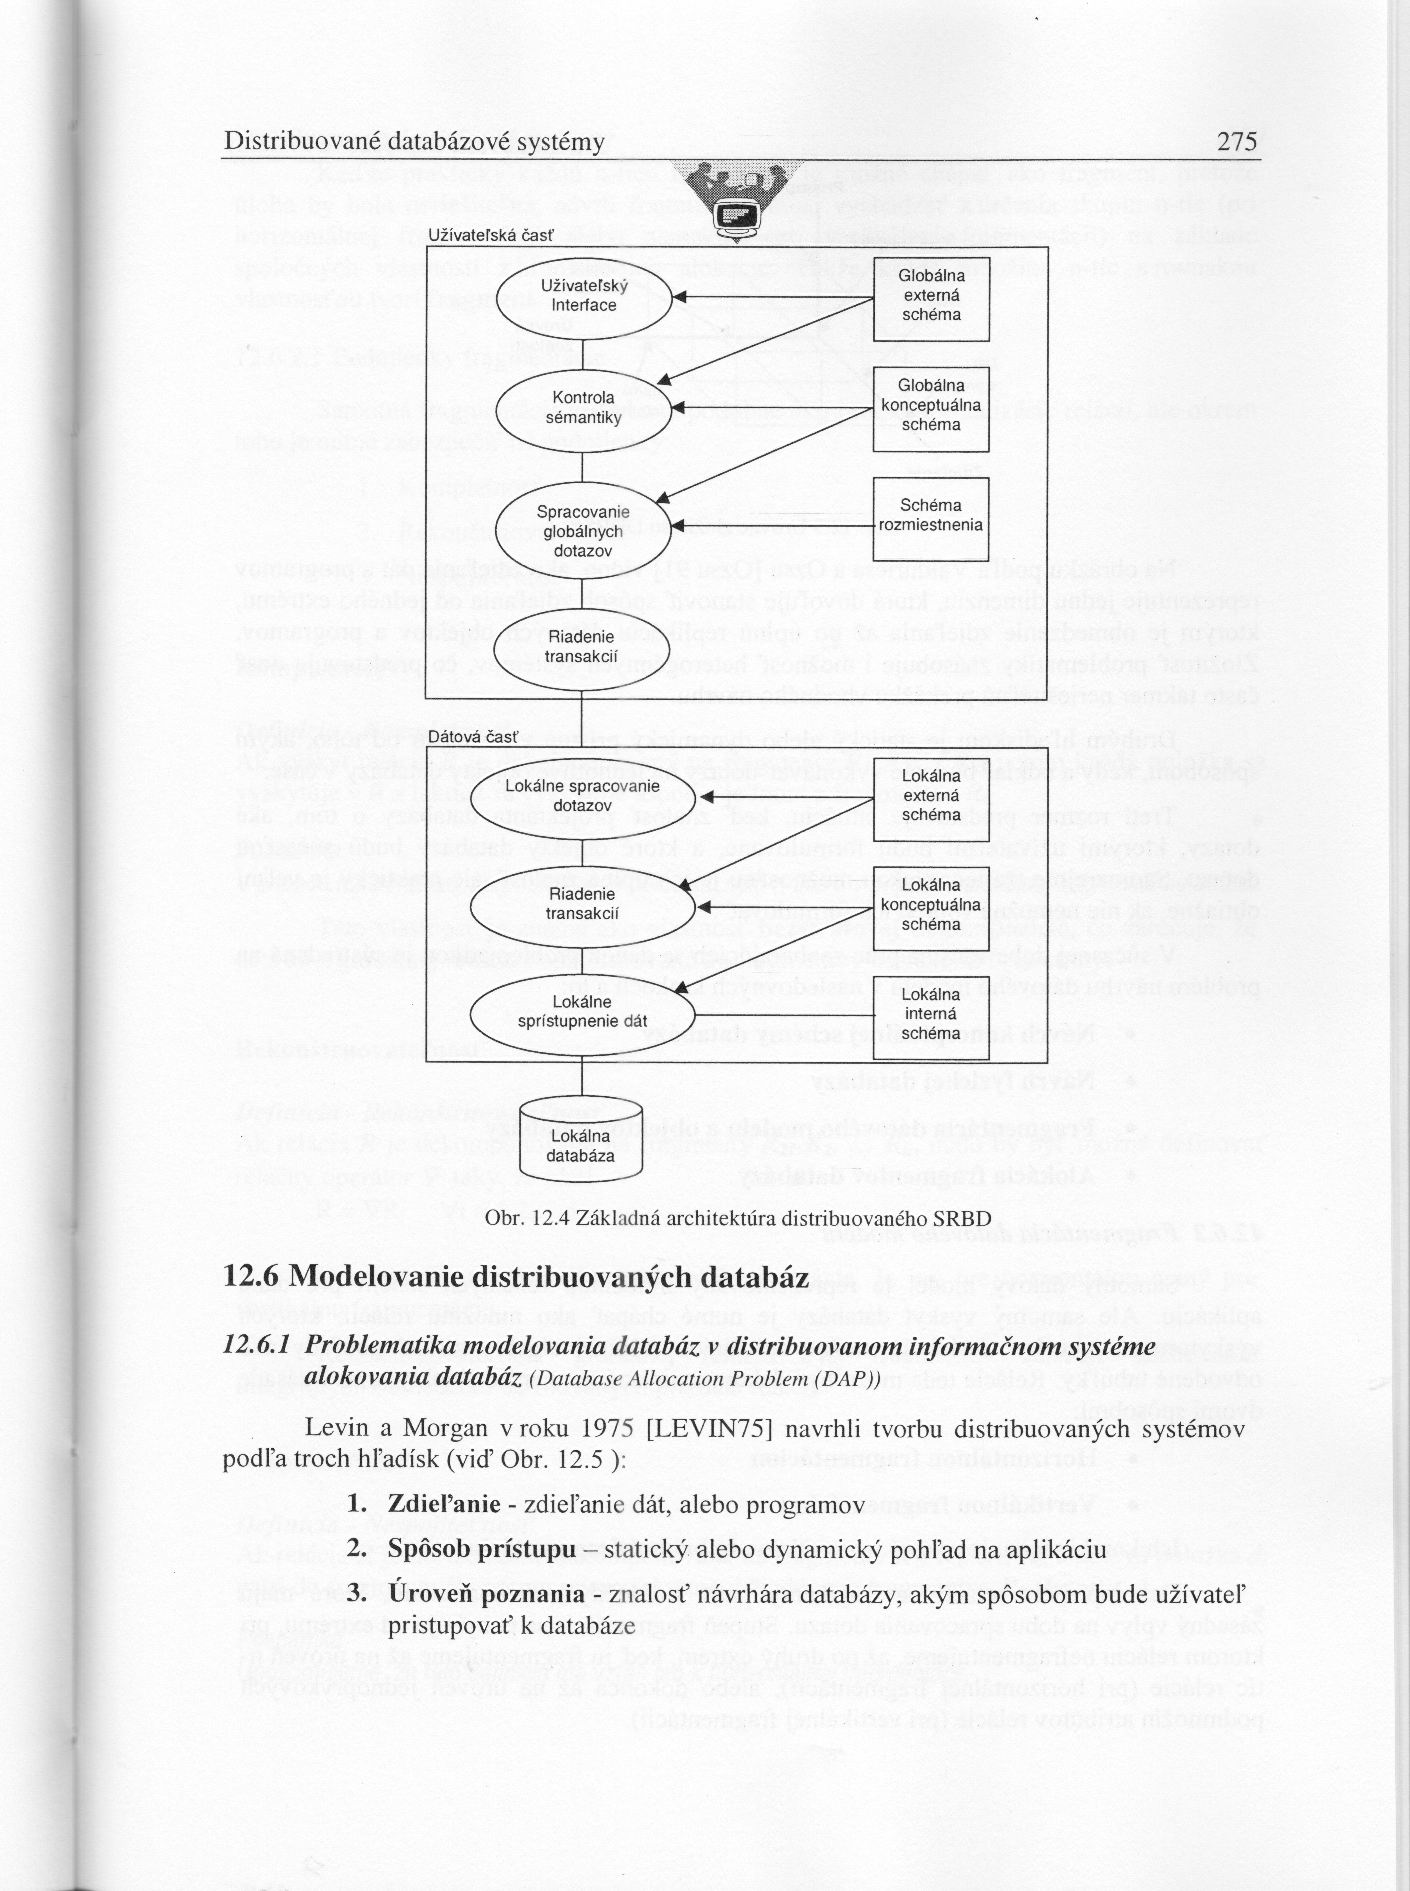 Distribuované databázové systémy 275
Užívateľská časť
Užívateľský
Interface
Globálna
externá
schéma
Kontrola
sémantiky
Globálna
konceptuálna
schéma
Spracovanie
globálnych
dotazov
Schéma
rozmiestnenia
Riadenie
transakcií
Dátová časť
Lokálne spracovanie
dotazov
Lokálna
externá
schéma
Riadenie
transakcií
Lokálna
konceptuálna
schéma
Lokálne
sprístupnenie dát
Lokálna
interná
schéma
Lokálna
databáza
Obr. 12.4 Základná architektúra distribuovaného SRBD
12.6 Modelovanie distribuovaných databáz
12.6.1 Problematika modelovania databáz v distribuovanom informačnom systéme
alokovania databáz (Database Allocation Problem (DAP))
Levin a Morgan v roku 1975 [LEVIN75] navrhli tvorbu distribuovaných systémov
podľa troch hľadísk (viď Obr. 12.5 ):
1. Zdieľanie - zdieľanie dát, alebo programov
2. Spôsob prístupu – statický alebo dynamický pohľad na aplikáciu
3. Úroveň poznania - znalosť návrhára databázy, akým spôsobom bude užívateľ
pristupovať k databáze